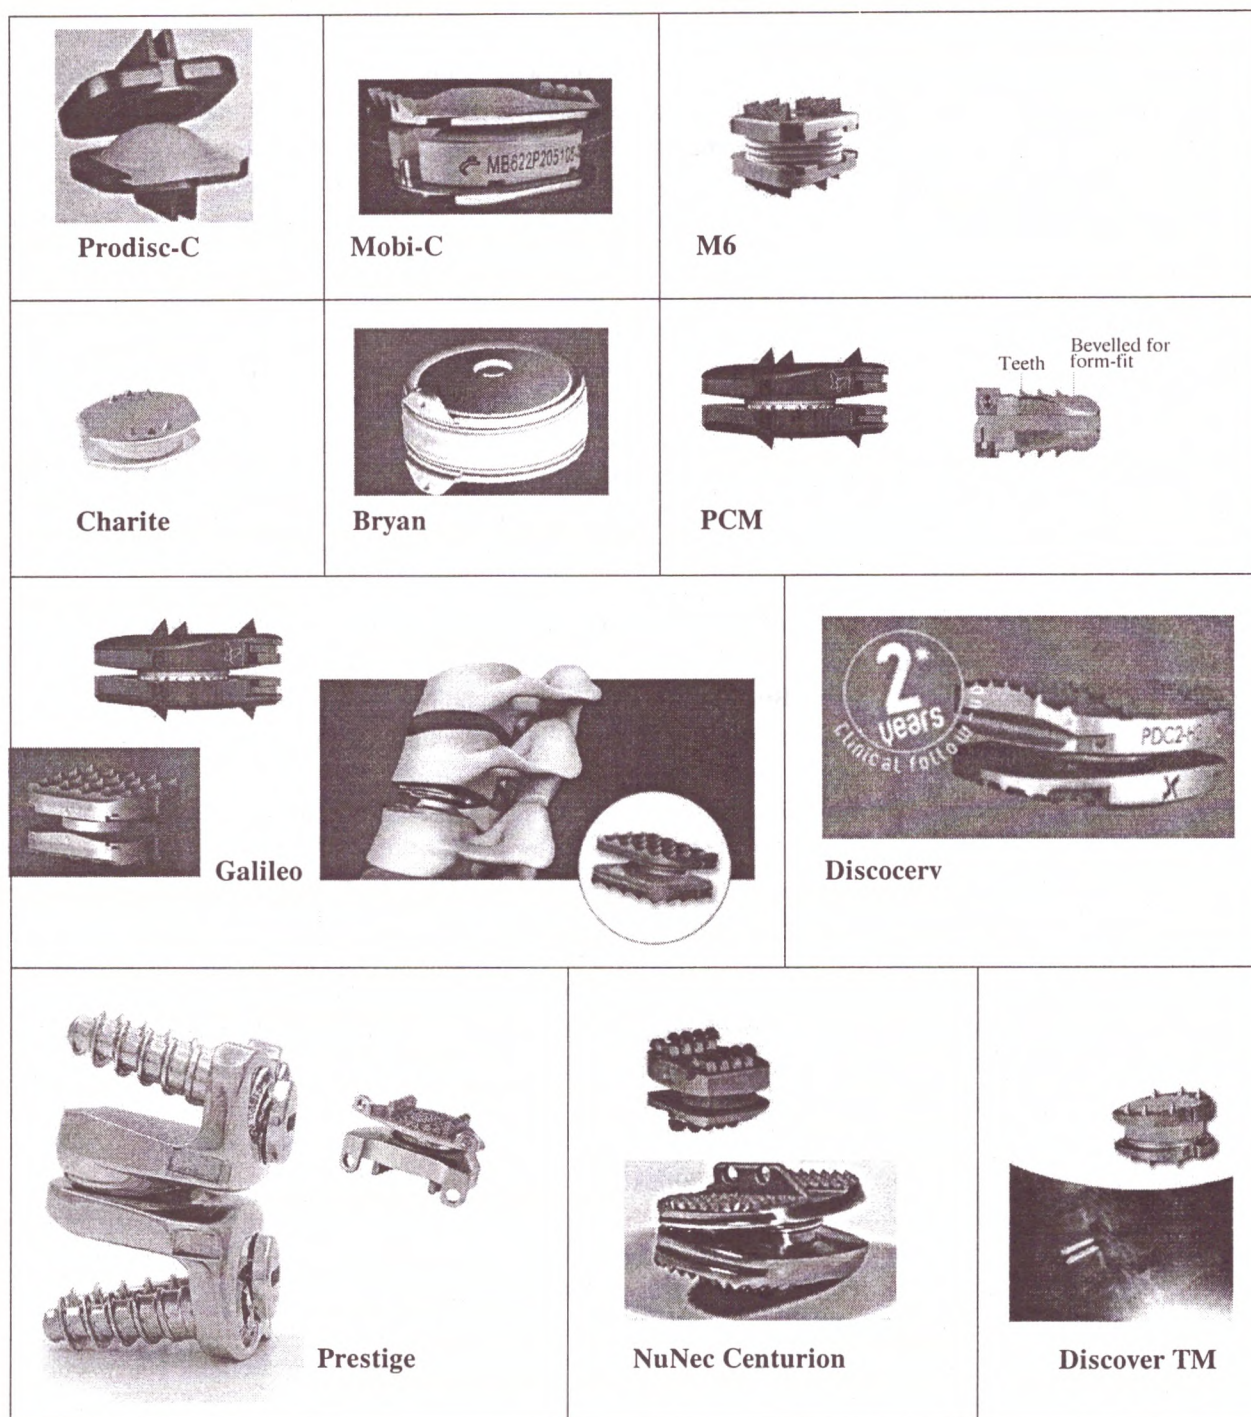 MB622P205108
Prodisc-C
Mobi-C
M6
Teeth
Bevelled for
form-fit
Charite
Bryan
PCM
2*
years
Clinical follow
PDC2-H
Galileo
Discocerv
Prestige
NuNec Centurion
Discover TM